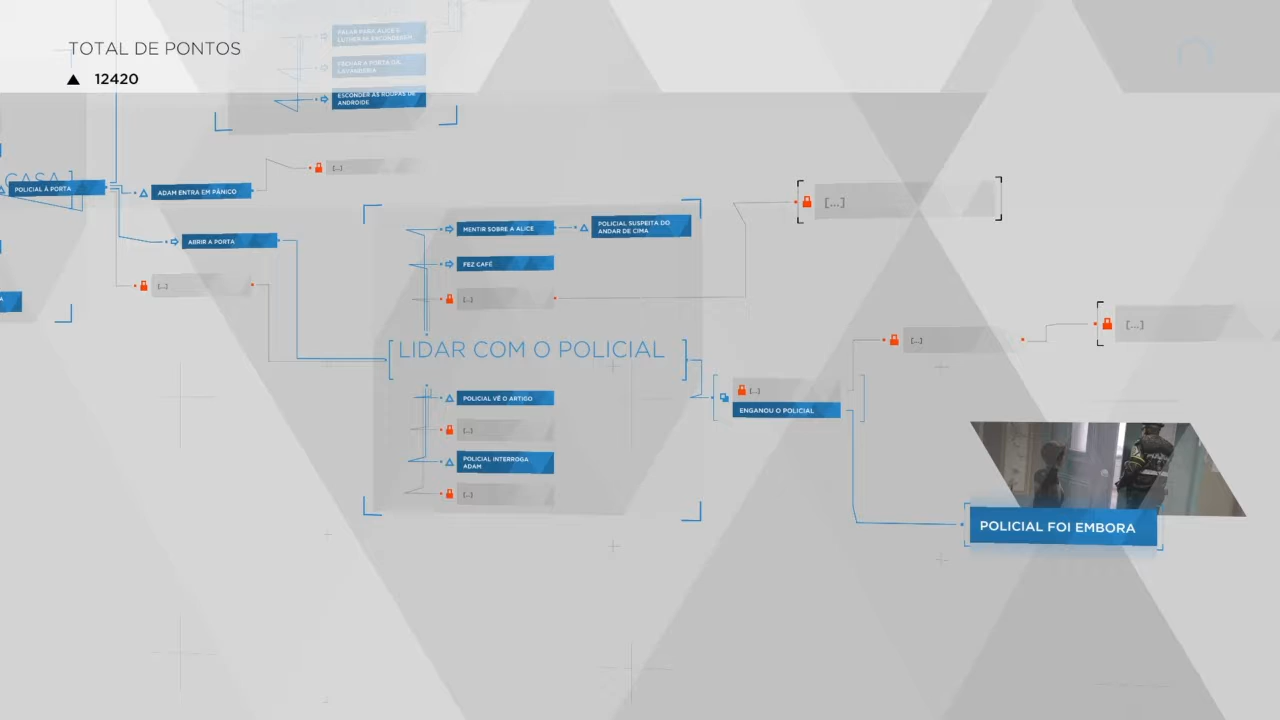 TOTAL DE PONTOS
12420
FALAR PARA ALICE E
LUTHER SE ESCONDEREM
FECHAR A PORTA DA
LAVANDERIA
ESCONDER AS ROUPAS DE
ANDROIDE
[...]
CASA
POLICIAL À PORTA
ADAM ENTRA EM PÂNICO
[...]
MENTIR SOBRE A ALICE
POLICIAL SUSPEITA DO
ANDAR DE CIMA
ABRIR A PORTA
FEZ CAFÉ
[...]
[...]
[...]
[...]
LIDAR COM O POLICIAL
[...]
POLICIAL VÊ O ARTIGO
ENGANOU O POLICIAL
[...]
POLICIAL INTERROGA
ADAM
[...]
POLICIAL FOI EMBORA